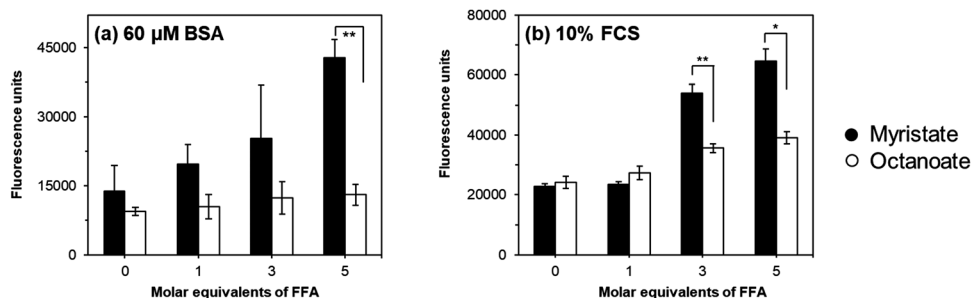 (a) 60 µM BSA
**
Fluorescence units
45000
30000
15000
0
0 1 3 5
Molar equivalents of FFA
(b) 10% FCS
**
*
Fluorescence units
80000
60000
40000
20000
0
0 1 3 5
Molar equivalents of FFA
Myristate
Octanoate